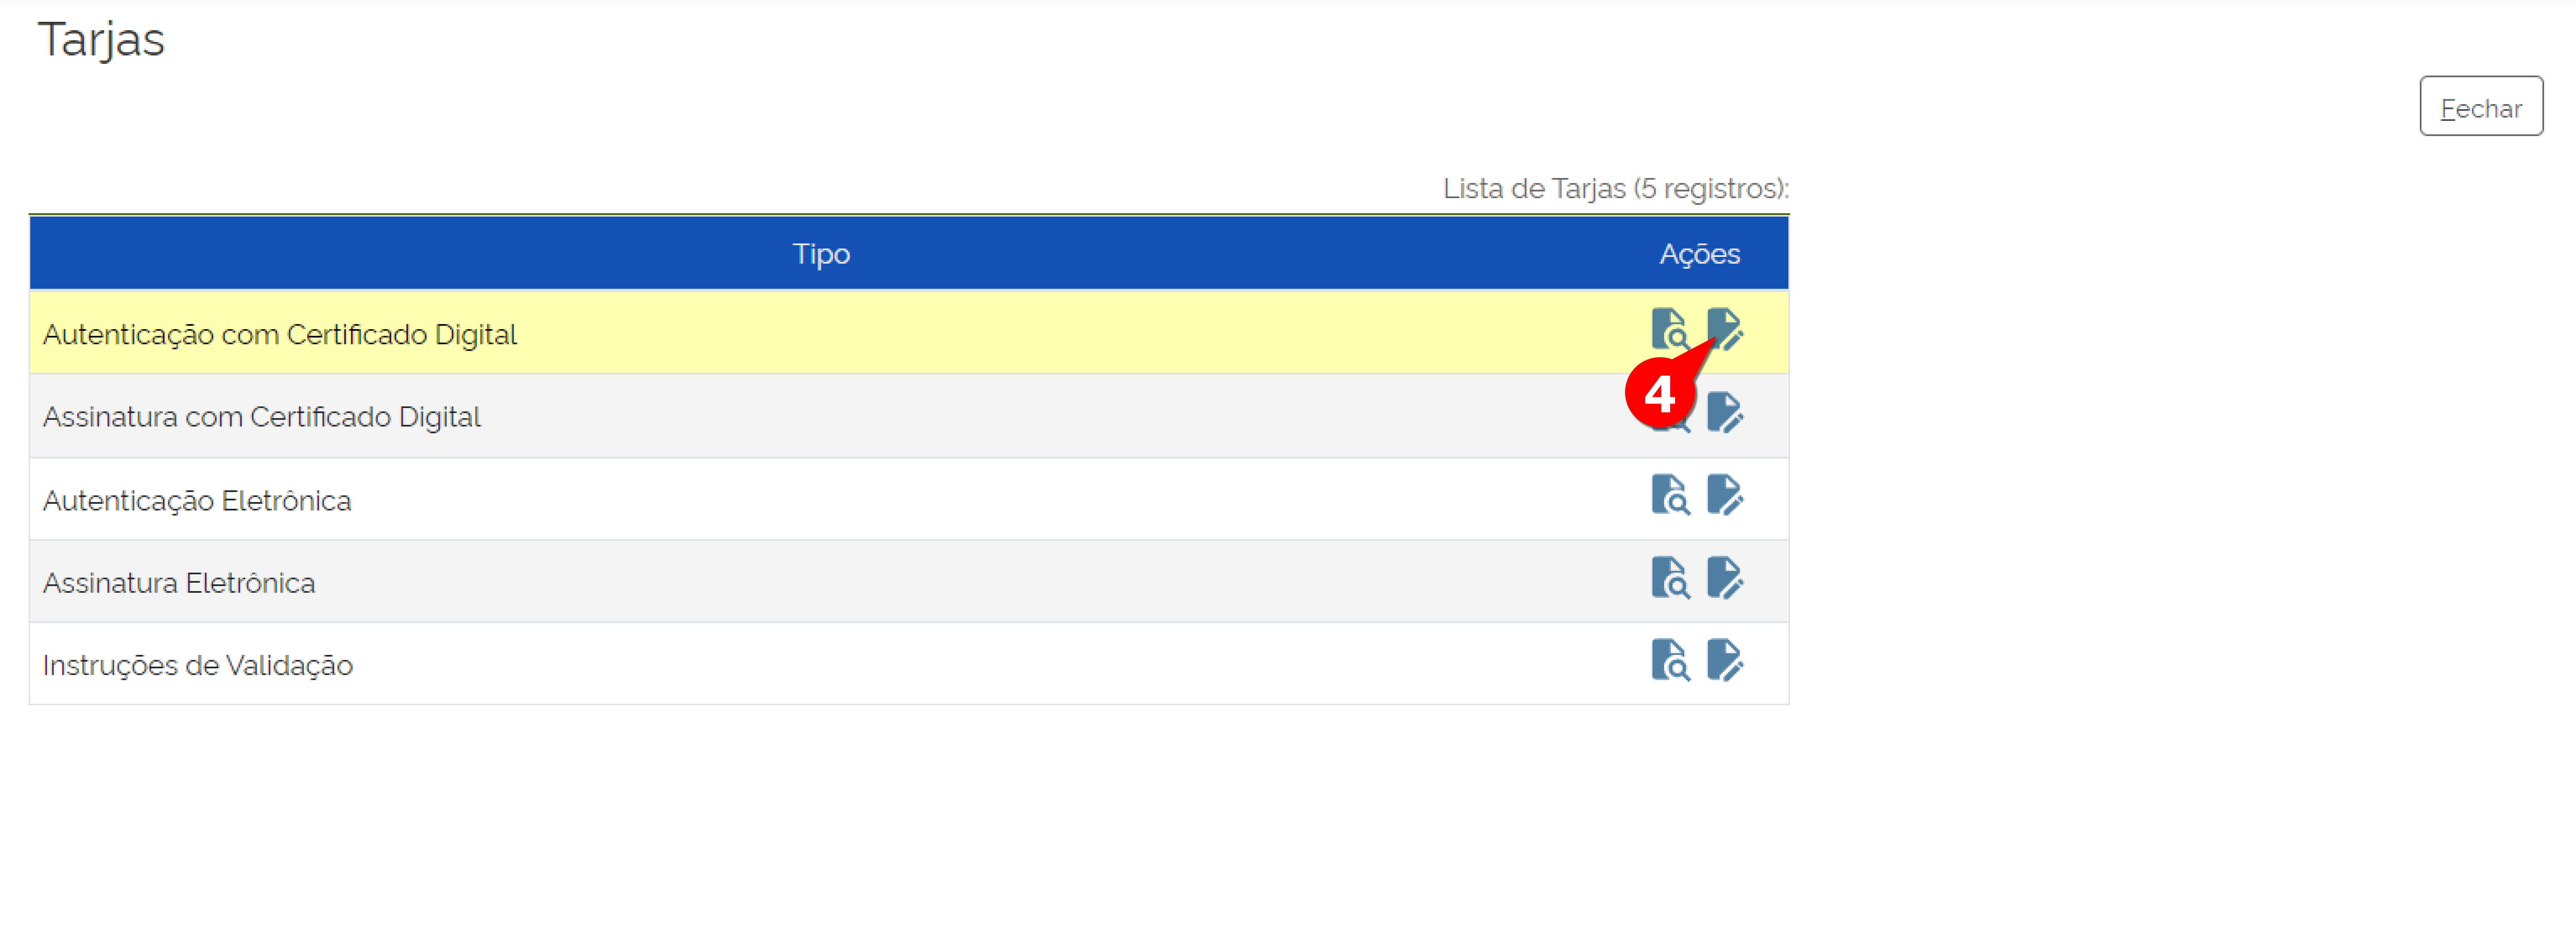 Tarjas
Fechar
Lista de Tarjas (5 registros):
Tipo Ações
Autenticação com Certificado Digital
4
Assinatura com Certificado Digital
Autenticação Eletrônica
Assinatura Eletrônica
Instruções de Validação